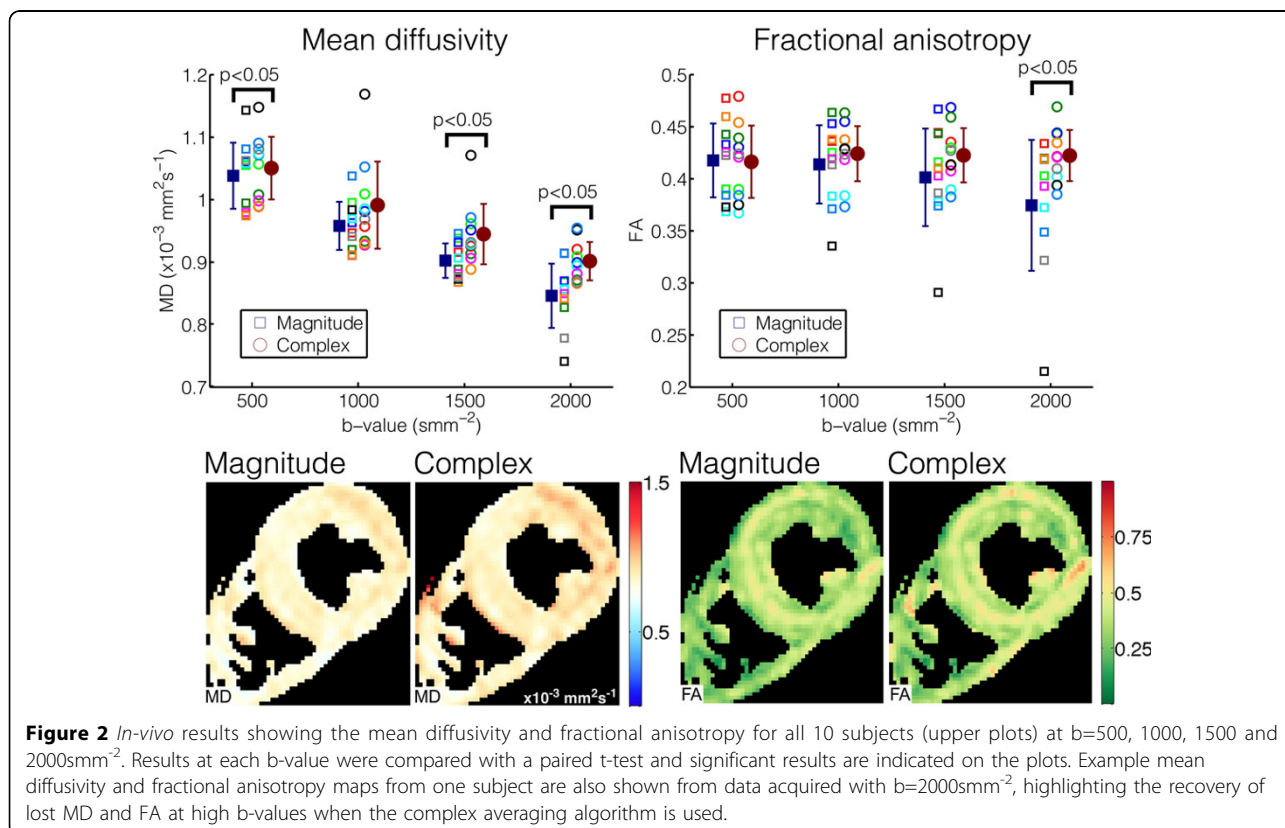 Mean diffusivity
Fractional anisotropy
1.2
1.1
1
0.9
0.8
0.7
MD (x10⁻³ mm²s⁻¹)
p<0.05
p<0.05
p<0.05
Magnitude
Complex
500 1000 1500 2000
b-value (smm⁻²)
0.5
0.45
0.4
0.35
0.3
0.25
0.2
FA
p<0.05
Magnitude
Complex
500 1000 1500 2000
b-value (smm⁻²)
Magnitude
Complex
MD
MD
x10⁻³ mm²s⁻¹
1.5
0.5
Magnitude
Complex
FA
FA
0.75
0.5
0.25
Figure 2 In-vivo results showing the mean diffusivity and fractional anisotropy for all 10 subjects (upper plots) at b=500, 1000, 1500 and
2000smm⁻². Results at each b-value were compared with a paired t-test and significant results are indicated on the plots. Example mean
diffusivity and fractional anisotropy maps from one subject are also shown from data acquired with b=2000smm⁻², highlighting the recovery of
lost MD and FA at high b-values when the complex averaging algorithm is used.